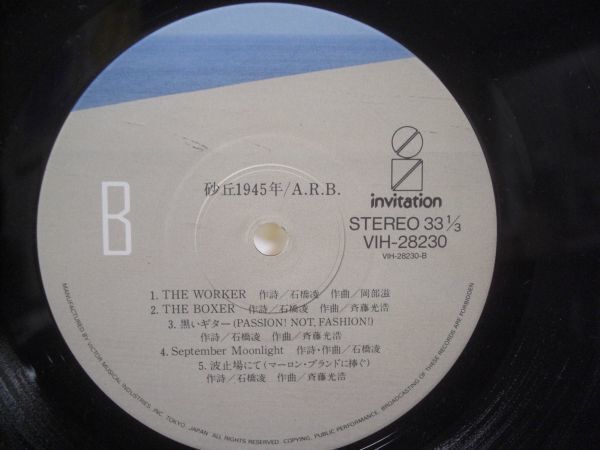 砂丘1945年/A.R.B.
B
invitation
STEREO 33 1/3
VIH-28230
VIH-28230-B
1. THE WORKER 作詩/石橋凌 作曲/岡部滋
2. THE BOXER 作詩/石橋凌 作曲/斉藤光浩
3. 黒いギター(PASSION! NOT, FASHION!)
作詩/石橋凌 作曲/斉藤光浩
4. September Moonlight 作詩・作曲/石橋凌
5. 波止場にて(マーロン・ブランドに捧ぐ)
作詩/石橋凌 作曲/斉藤光浩
MANUFACTURED BY VICTOR MUSICAL INDUSTRIES, INC. TOKYO, JAPAN ALL RIGHTS RESERVED. COPYING, PUBLIC PERFORMANCE, BROADCASTING OF THESE RECORDS ARE FORBIDDEN